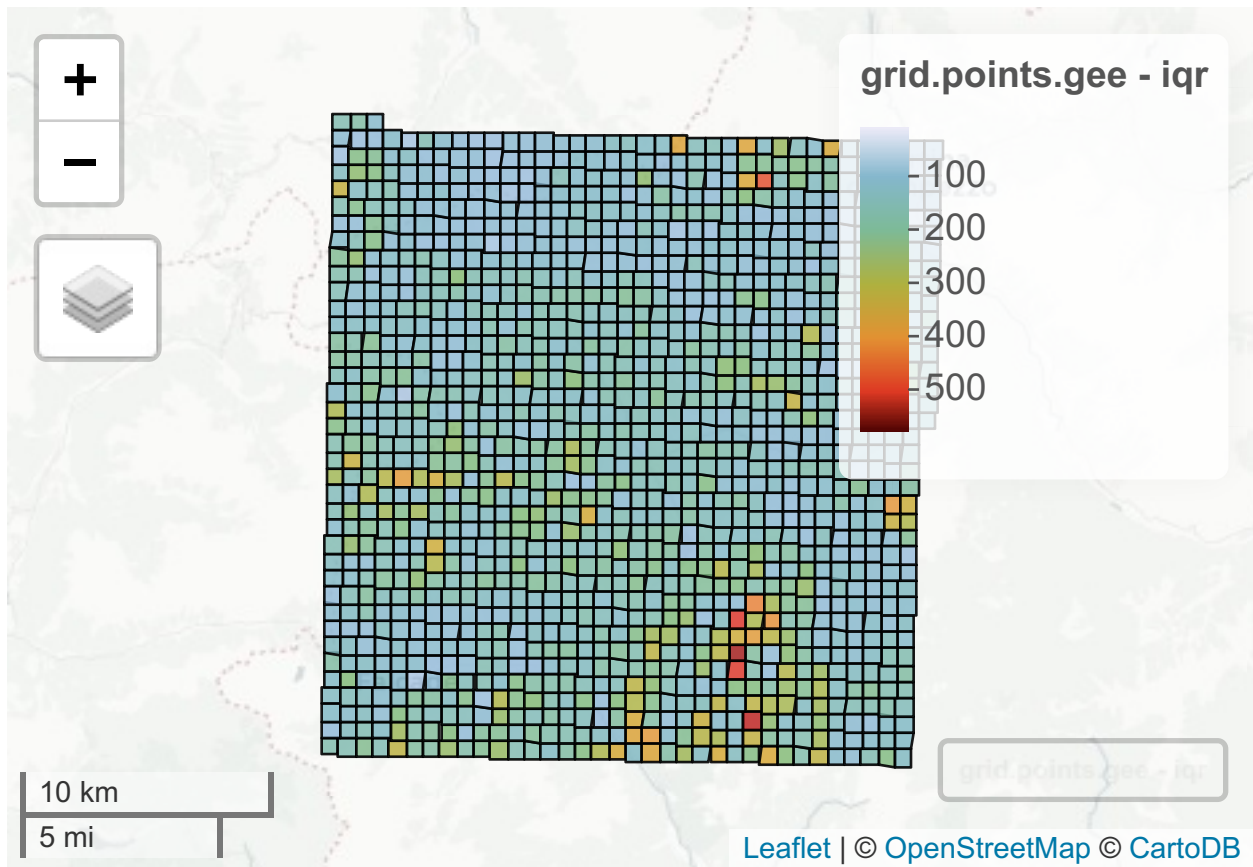 +
grid.points.gee - iqr
−
100
200
300
400
500
10 km
5 mi
grid.points.gee - iqr
Leaflet | © OpenStreetMap © CartoDB